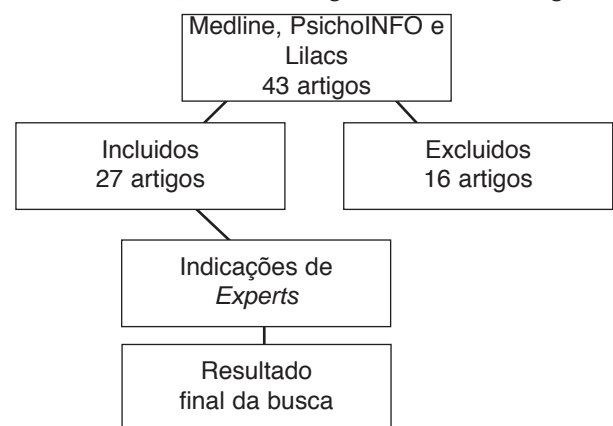 Medline, PsichoINFO e
Lilacs
43 artigos
Incluidos
27 artigos
Excluidos
16 artigos
Indicações de
Experts
Resultado
final da busca